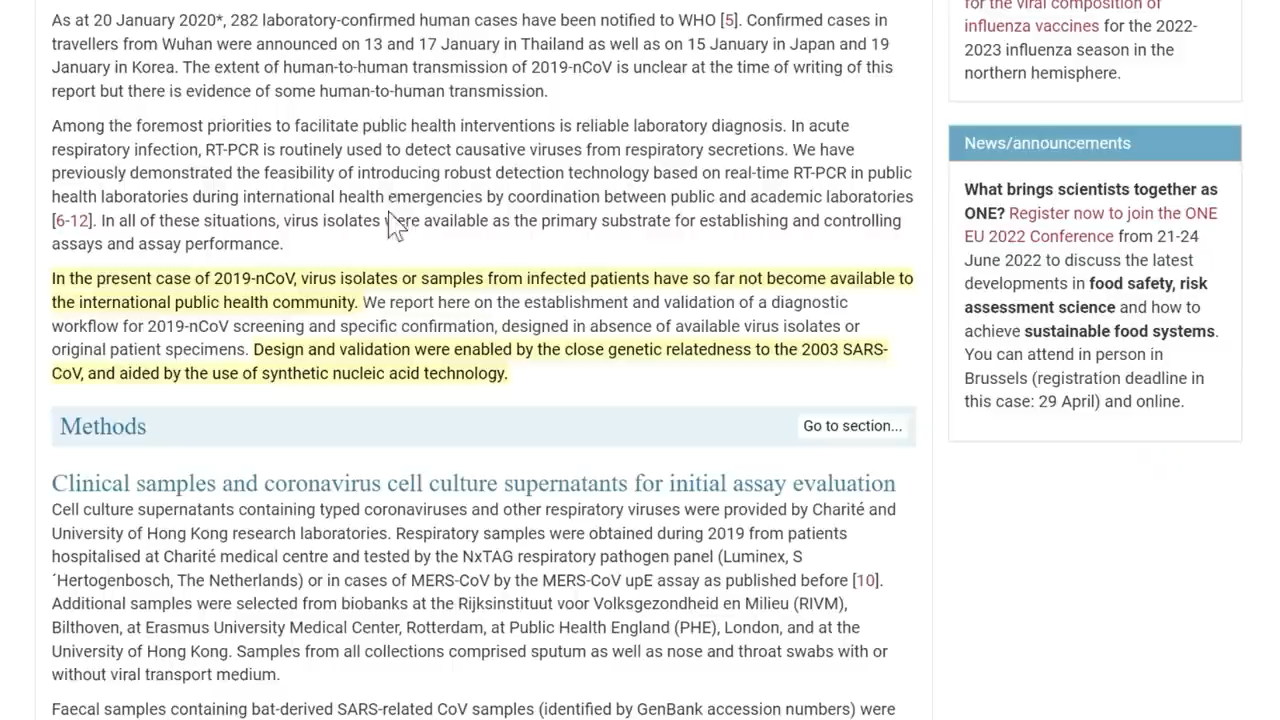 As at 20 January 2020*, 282 laboratory-confirmed human cases have been notified to WHO [5]. Confirmed cases in
travellers from Wuhan were announced on 13 and 17 January in Thailand as well as on 15 January in Japan and 19
January in Korea. The extent of human-to-human transmission of 2019-nCoV is unclear at the time of writing of this
report but there is evidence of some human-to-human transmission.
Among the foremost priorities to facilitate public health interventions is reliable laboratory diagnosis. In acute
respiratory infection, RT-PCR is routinely used to detect causative viruses from respiratory secretions. We have
previously demonstrated the feasibility of introducing robust detection technology based on real-time RT-PCR in public
health laboratories during international health emergencies by coordination between public and academic laboratories
[6-12]. In all of these situations, virus isolates were available as the primary substrate for establishing and controlling
assays and assay performance.
In the present case of 2019-nCoV, virus isolates or samples from infected patients have so far not become available to
the international public health community. We report here on the establishment and validation of a diagnostic
workflow for 2019-nCoV screening and specific confirmation, designed in absence of available virus isolates or
original patient specimens. Design and validation were enabled by the close genetic relatedness to the 2003 SARS-
CoV, and aided by the use of synthetic nucleic acid technology.
Methods
Go to section...
Clinical samples and coronavirus cell culture supernatants for initial assay evaluation
Cell culture supernatants containing typed coronaviruses and other respiratory viruses were provided by Charité and
University of Hong Kong research laboratories. Respiratory samples were obtained during 2019 from patients
hospitalised at Charité medical centre and tested by the NxTAG respiratory pathogen panel (Luminex, S
´Hertogenbosch, The Netherlands) or in cases of MERS-CoV by the MERS-CoV upE assay as published before [10].
Additional samples were selected from biobanks at the Rijksinstituut voor Volksgezondheid en Milieu (RIVM),
Bilthoven, at Erasmus University Medical Center, Rotterdam, at Public Health England (PHE), London, and at the
University of Hong Kong. Samples from all collections comprised sputum as well as nose and throat swabs with or
without viral transport medium.
Faecal samples containing bat-derived SARS-related CoV samples (identified by GenBank accession numbers) were
for the viral composition of
influenza vaccines for the 2022-
2023 influenza season in the
northern hemisphere.
News/announcements
What brings scientists together as
ONE? Register now to join the ONE
EU 2022 Conference from 21-24
June 2022 to discuss the latest
developments in food safety, risk
assessment science and how to
achieve sustainable food systems.
You can attend in person in
Brussels (registration deadline in
this case: 29 April) and online.